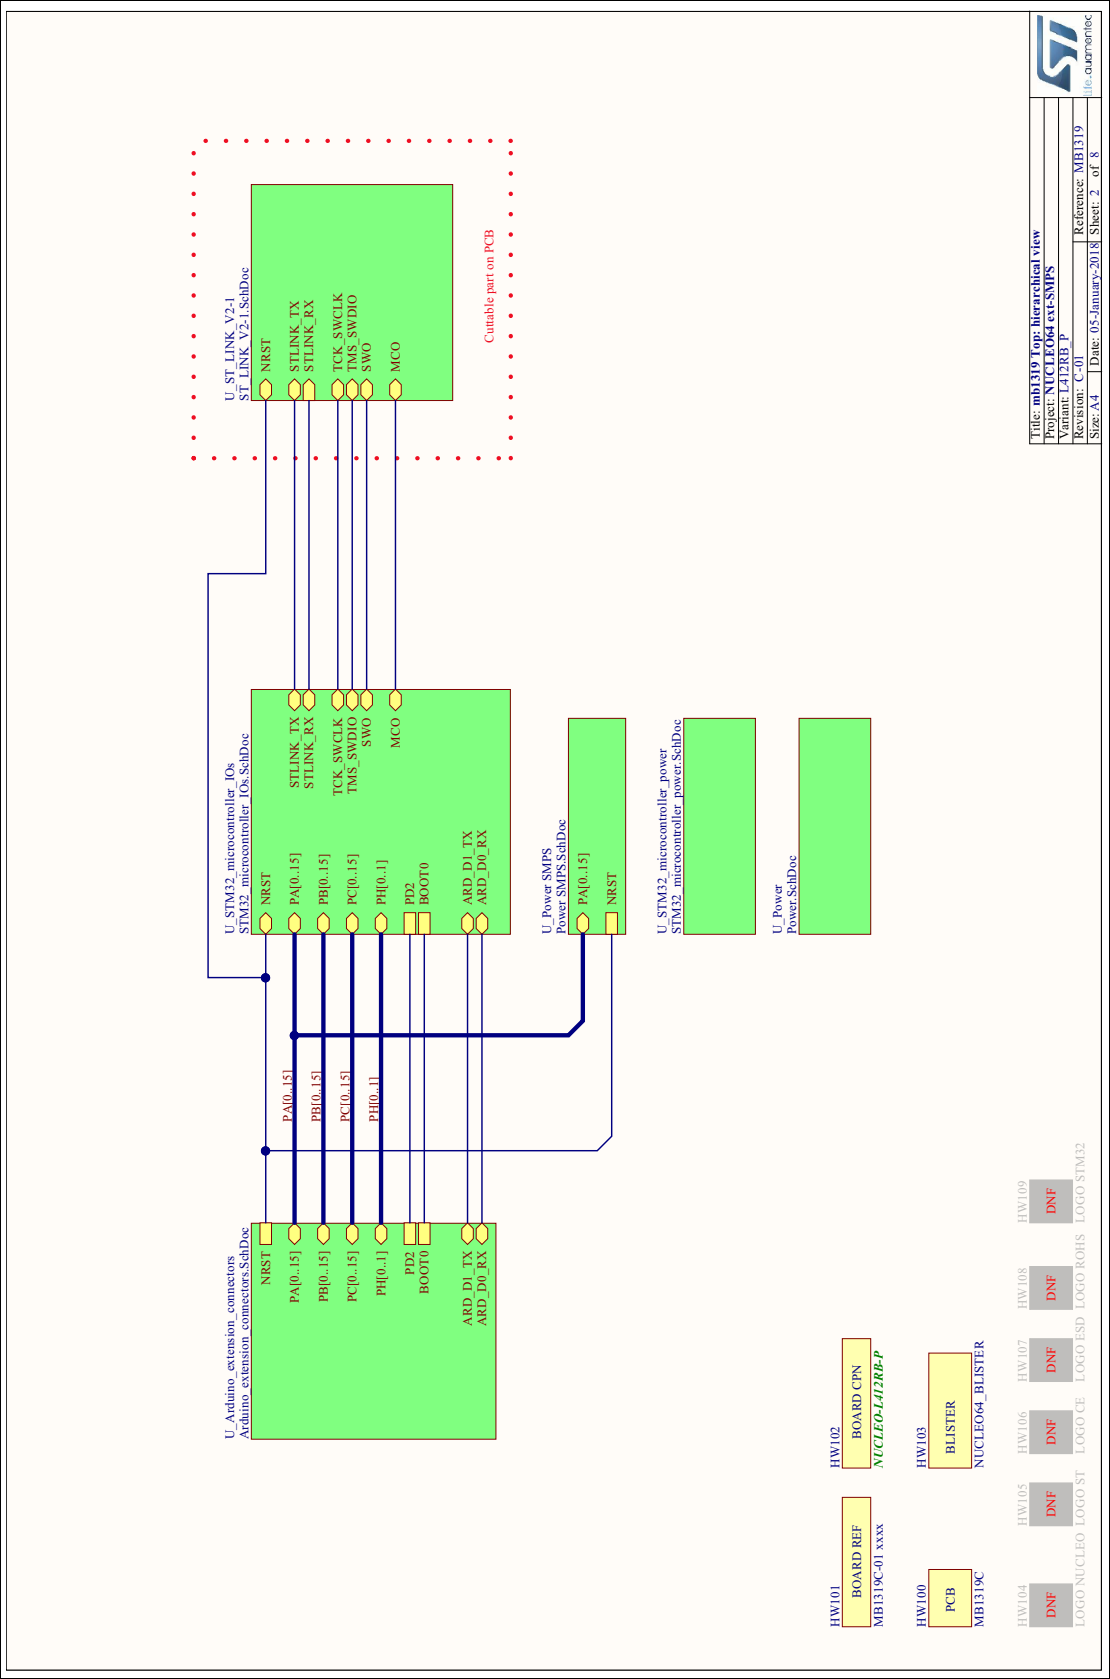 U_Arduino_extension_connectors
Arduino_extension_connectors.SchDoc
NRST
PA[0..15]
PB[0..15]
PC[0..15]
PH[0..1]
PD2
BOOT0
ARD_D1_TX
ARD_D0_RX
PA[0..15]
PB[0..15]
PC[0..15]
PH[0..1]
U_STM32_microcontroller_IOs
STM32_microcontroller_IOs.SchDoc
NRST
PA[0..15]
PB[0..15]
PC[0..15]
PH[0..1]
PD2
BOOT0
ARD_D1_TX
ARD_D0_RX
STLINK_TX
STLINK_RX
TCK_SWCLK
TMS_SWDIO
SWO
MCO
U_ST_LINK_V2-1
ST_LINK_V2-1.SchDoc
NRST
STLINK_TX
STLINK_RX
TCK_SWCLK
TMS_SWDIO
SWO
MCO
Cuttable part on PCB
U_Power SMPS
Power SMPS.SchDoc
PA[0..15]
NRST
U_STM32_microcontroller_power
STM32_microcontroller_power.SchDoc
U_Power
Power.SchDoc
HW101
BOARD REF
MB1319C-01 xxxx
HW102
BOARD CPN
NUCLEO-L412RB-P
HW100
PCB
MB1319C
HW103
BLISTER
NUCLEO64_BLISTER
HW104
DNF
LOGO NUCLEO
HW105
DNF
LOGO ST
HW106
DNF
LOGO CE
HW107
DNF
LOGO ESD
HW108
DNF
LOGO ROHS
HW109
DNF
LOGO STM32
Title: mb1319 Top: hierarchical view
Project: NUCLEO64 ext-SMPS
Variant: L412RB_P
Revision: C-01 Reference: MB1319
Size: A4 Date: 05-January-2018 Sheet: 2 of 8
ST
life.augmented